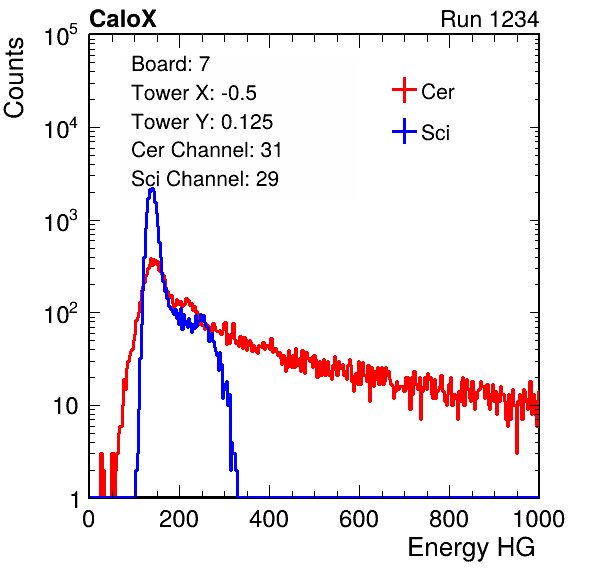 CaloX Run 1234
Counts
10^5
10^4
10^3
10^2
10
1
Board: 7
Tower X: -0.5
Tower Y: 0.125
Cer Channel: 31
Sci Channel: 29
Cer
Sci
0 200 400 600 800 1000
Energy HG